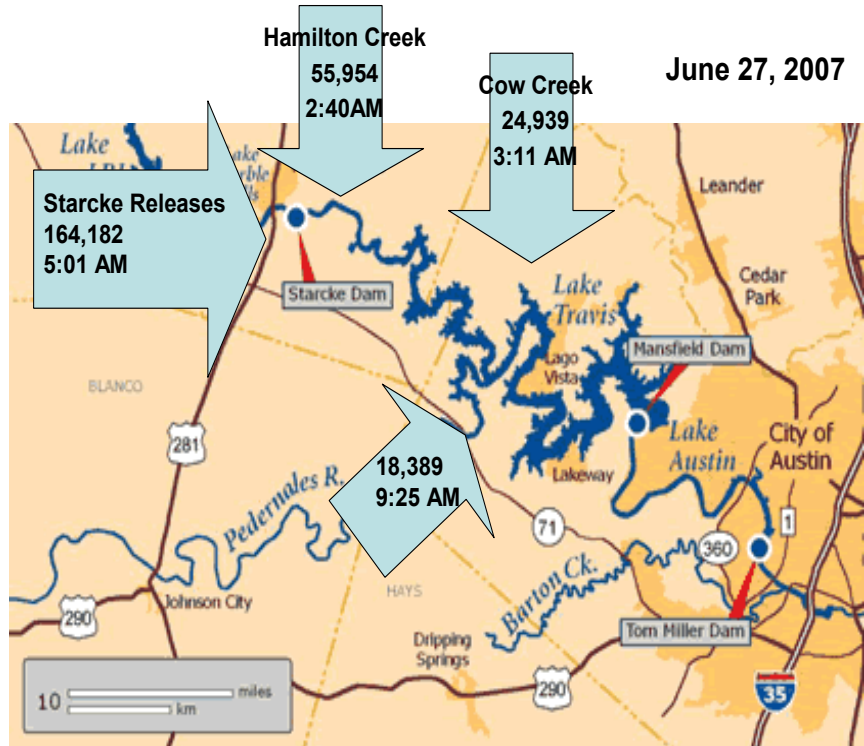 Hamilton Creek
55,954
2:40AM
Cow Creek
24,939
3:11 AM
June 27, 2007
Lake
Lake
Starcke Releases
164,182
5:01 AM
Leander
Cedar
Park
Starcke Dam
Lake
Travis
Mansfield Dam
Lago
Vista
BLANCO
281
18,389
9:25 AM
Lake
Austin
City of
Austin
Lakeway
Pedernales R.
71
360
1
Barton Ck.
HAYS
Johnson City
290
Tom Miller Dam
Dripping
Springs
290
35
10
miles
km